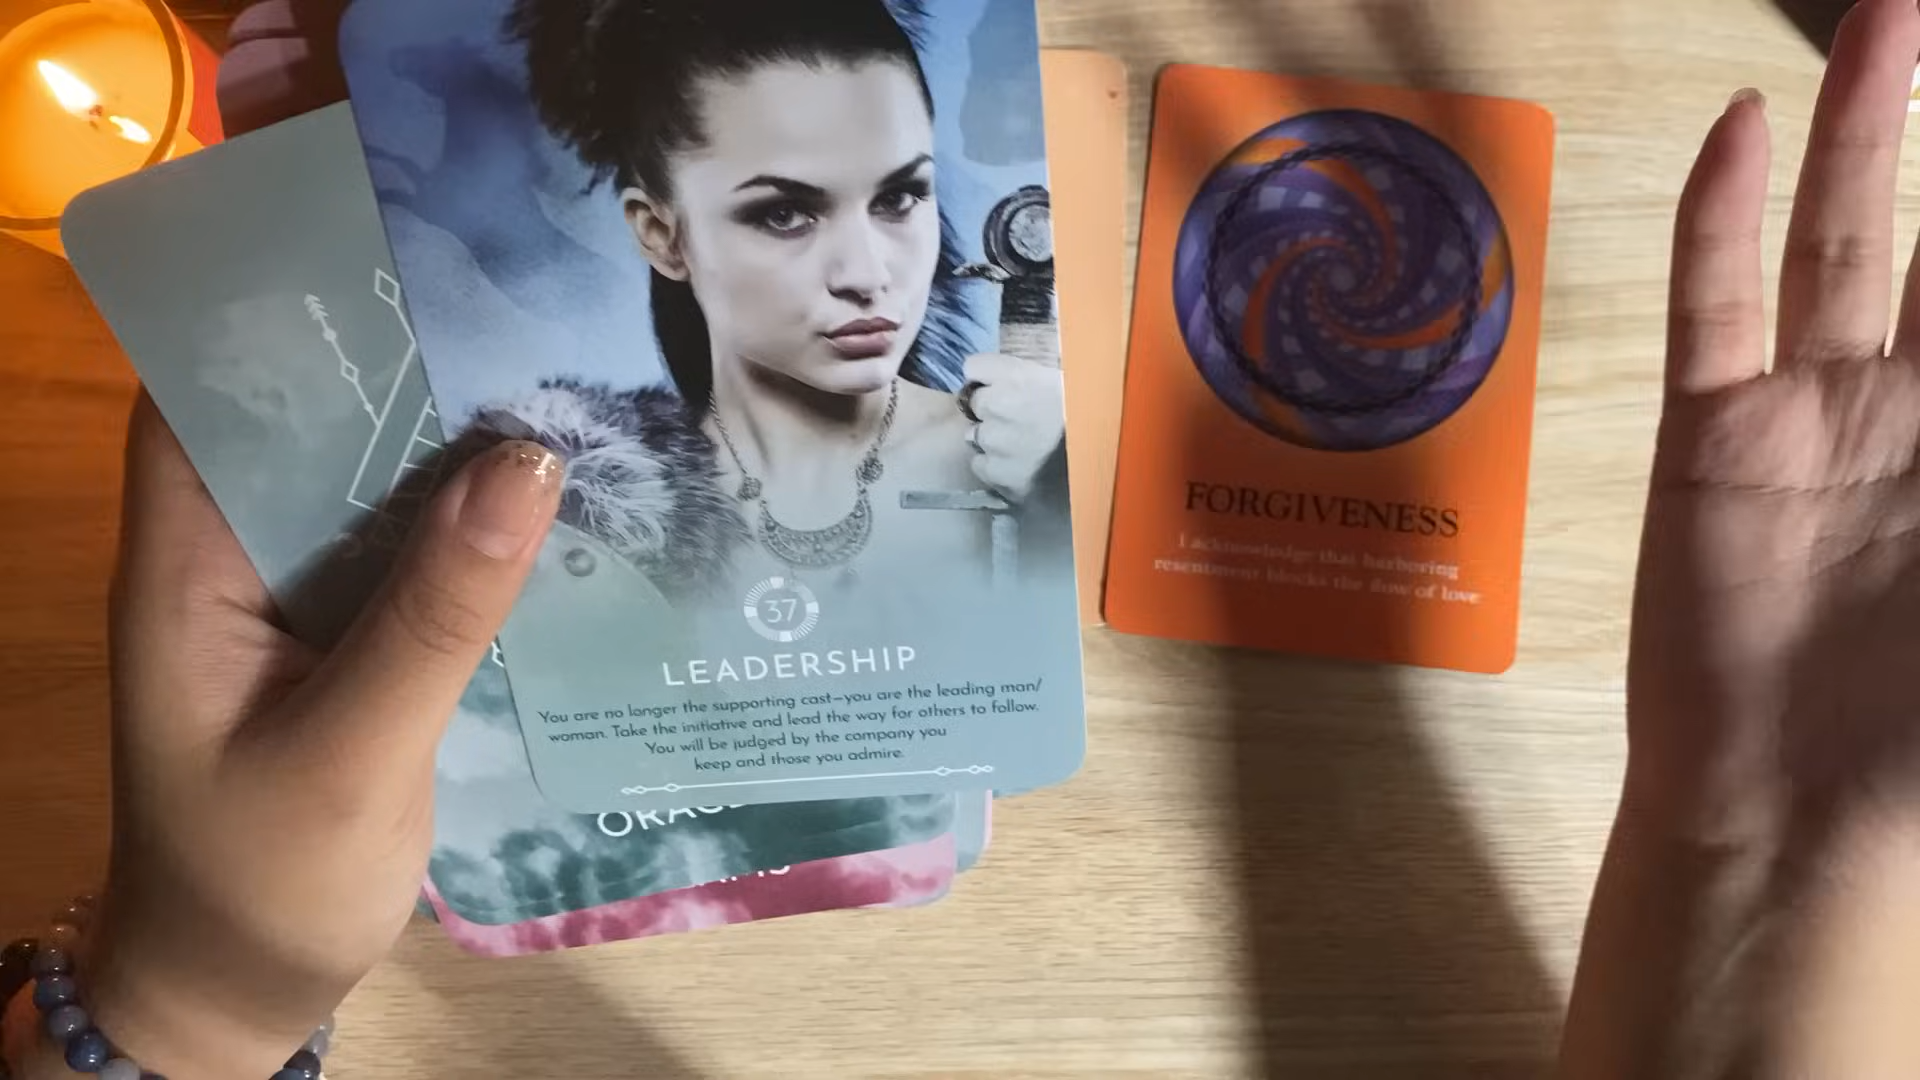 37
LEADERSHIP
You are no longer the supporting cast—you are the leading man/
woman. Take the initiative and lead the way for others to follow.
You will be judged by the company you
keep and those you admire.
FORGIVENESS
I acknowledge that harboring
resentment blocks the flow of love